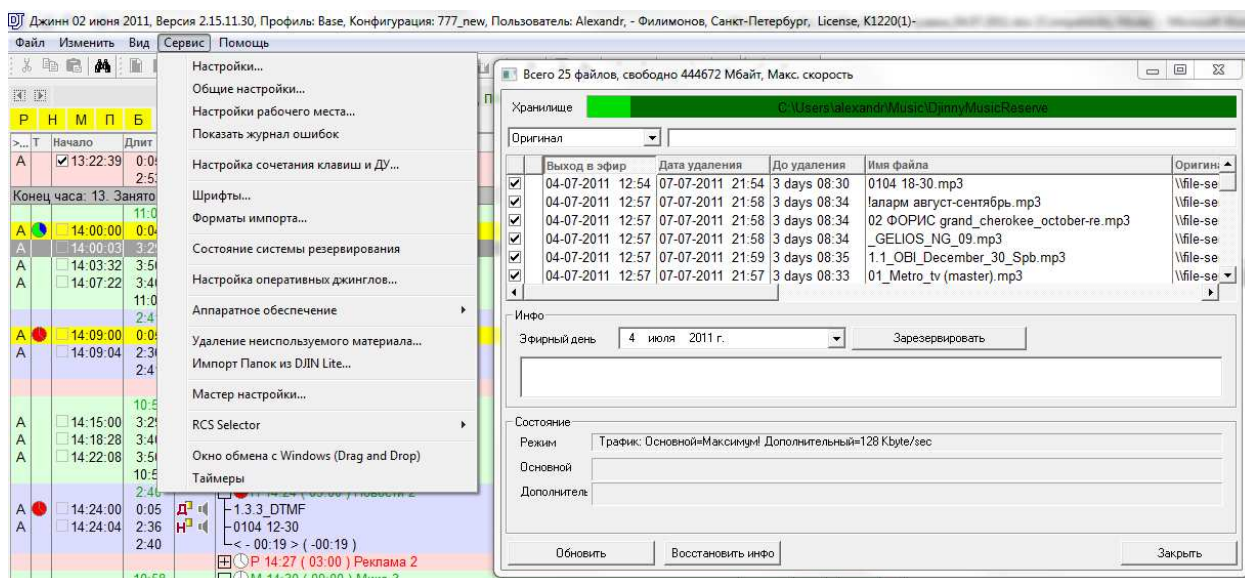 Джинн 02 июня 2011, Версия 2.15.11.30, Профиль: Base, Конфигурация: 777_new, Пользователь: Alexandr, - Филимонов, Санкт-Петербург, License, K1220(1)-
Файл Изменить Вид Сервис Помощь
Р Н М П Б
>... Т Начало Длит
А 13:22:39
Конец часа: 13. Занято
А 14:00:00
А 14:00:03
А 14:03:32
А 14:07:22
А 14:09:00
А 14:09:04
А 14:15:00
А 14:18:28
А 14:22:08
А 14:24:00 0:05 Д 1.3.3_DTMF
А 14:24:04 2:36 Н 0104 12-30
2:40 < - 00:19 > ( -00:19 )
Р 14:27 ( 03:00 ) Реклама 2
Настройки...
Общие настройки...
Настройки рабочего места...
Показать журнал ошибок
Настройка сочетания клавиш и ДУ...
Шрифты...
Форматы импорта...
Состояние системы резервирования
Настройка оперативных джинглов...
Аппаратное обеспечение
Удаление неиспользуемого материала...
Импорт Папок из DJIN Lite...
Мастер настройки...
RCS Selector
Окно обмена с Windows (Drag and Drop)
Таймеры
Всего 25 файлов, свободно 444672 Мбайт, Макс. скорость
Хранилище C:\Users\alexandr\Music\DjinnyMusicReserve
Оригинал
Выход в эфир Дата удаления До удаления Имя файла
04-07-2011 12:54 07-07-2011 21:54 3 days 08:30 0104 18-30.mp3 \\file-se
04-07-2011 12:57 07-07-2011 21:58 3 days 08:34 !апарм август-сентябрь.mp3 \\file-se
04-07-2011 12:57 07-07-2011 21:58 3 days 08:34 02 ФОРИС grand_cherokee_october-re.mp3 \\file-se
04-07-2011 12:57 07-07-2011 21:58 3 days 08:34 _GELIOS_NG_09.mp3 \\file-se
04-07-2011 12:57 07-07-2011 21:59 3 days 08:35 1.1_OBI_December_30_Spb.mp3 \\file-se
04-07-2011 12:57 07-07-2011 21:57 3 days 08:33 01_Metro_tv (master).mp3 \\file-se
Инфо
Эфирный день 4 июля 2011 г. Зарезервировать
Состояние
Режим Трафик: Основной=Максимум! Дополнительный=128 Kbyte/sec
Основной
Дополнитель
Обновить Восстановить инфо Закрыть